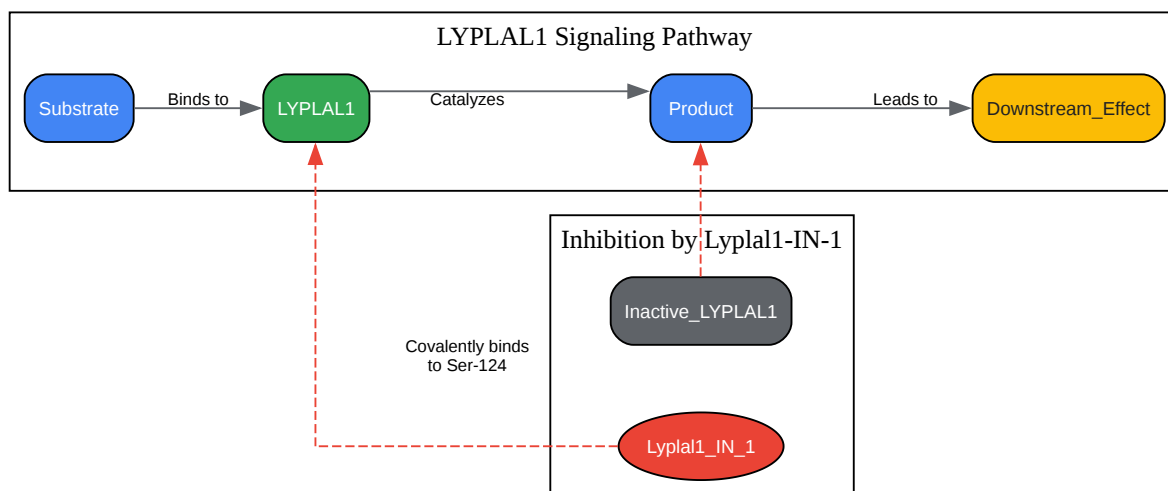 LYPLAL1 Signaling Pathway
Substrate
Binds to
LYPLAL1
Catalyzes
Product
Leads to
Downstream_Effect
Inhibition by Lyplal1-IN-1
Inactive_LYPLAL1
Covalently binds
to Ser-124
Lyplal1_IN_1